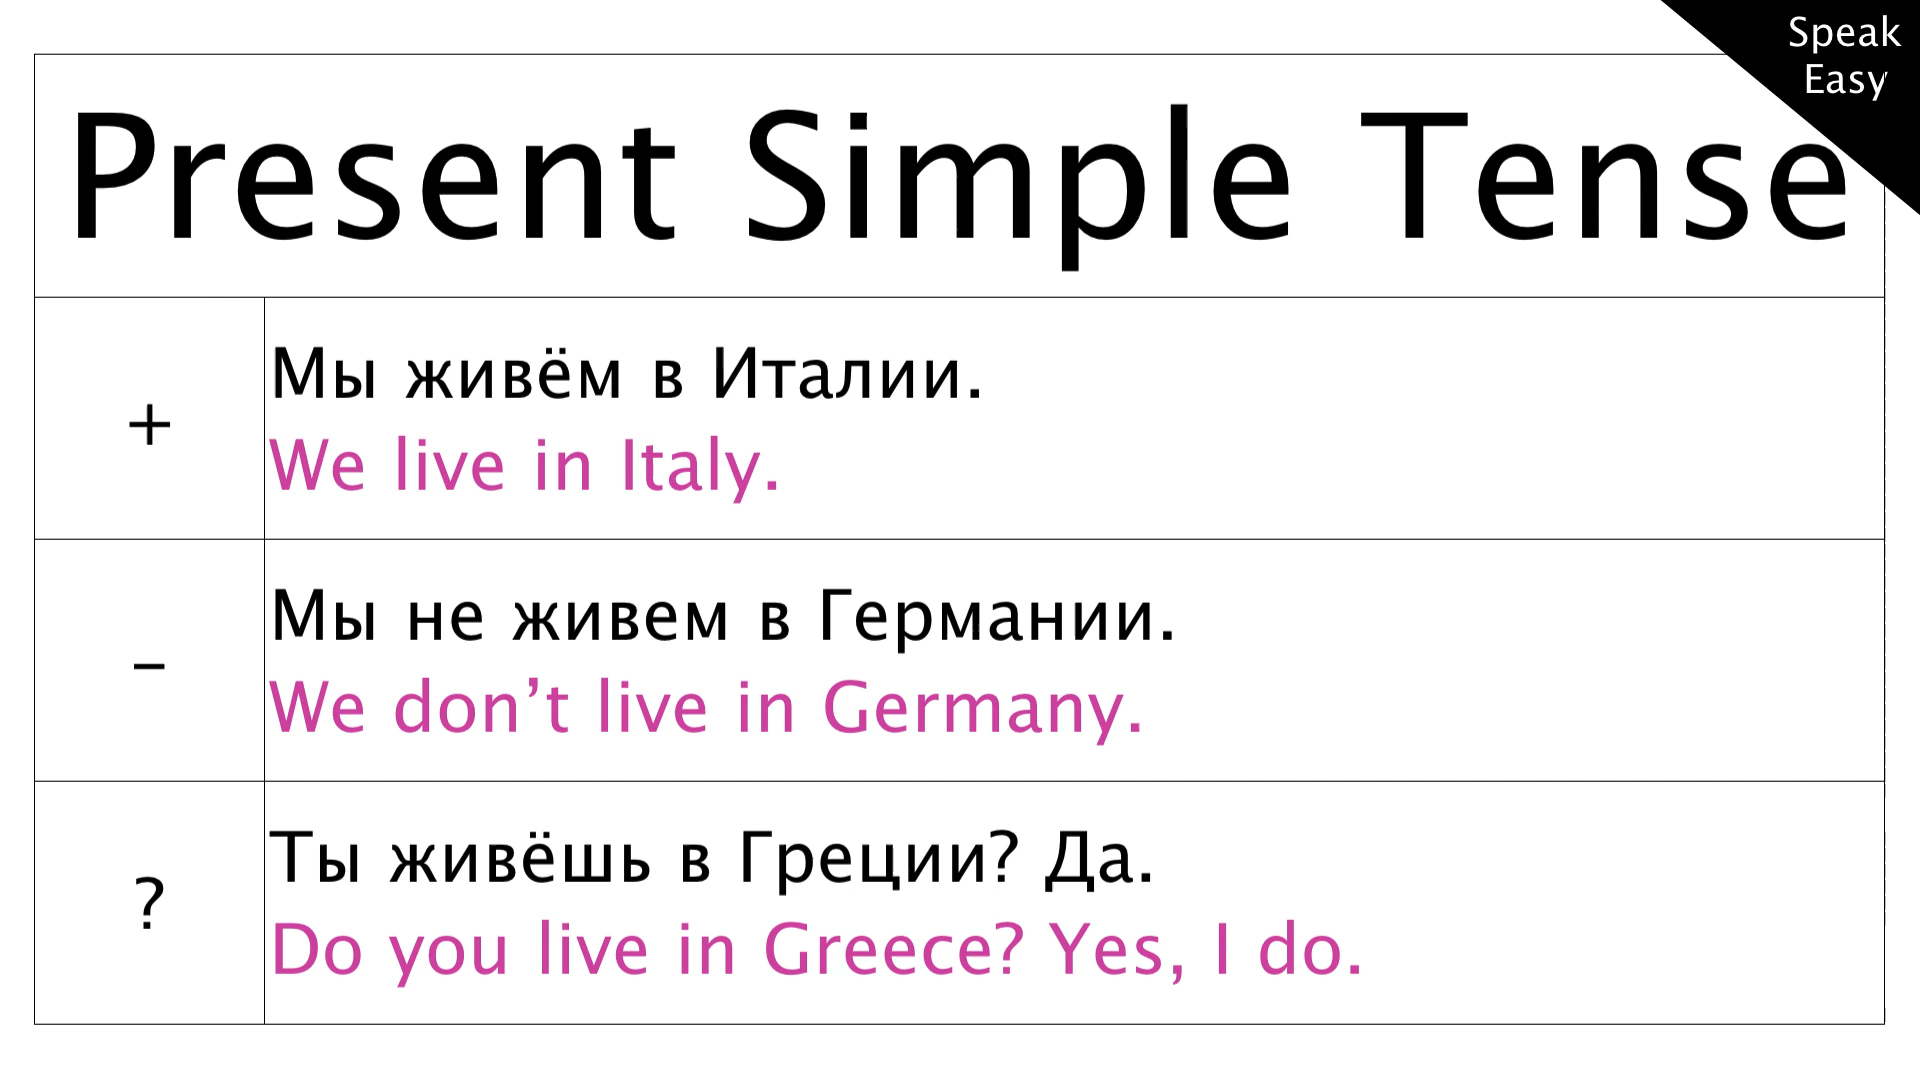 Speak
Easy
Present Simple Tense
+
Мы живём в Италии.
We live in Italy.
–
Мы не живем в Германии.
We don’t live in Germany.
?
Ты живёшь в Греции? Да.
Do you live in Greece? Yes, I do.